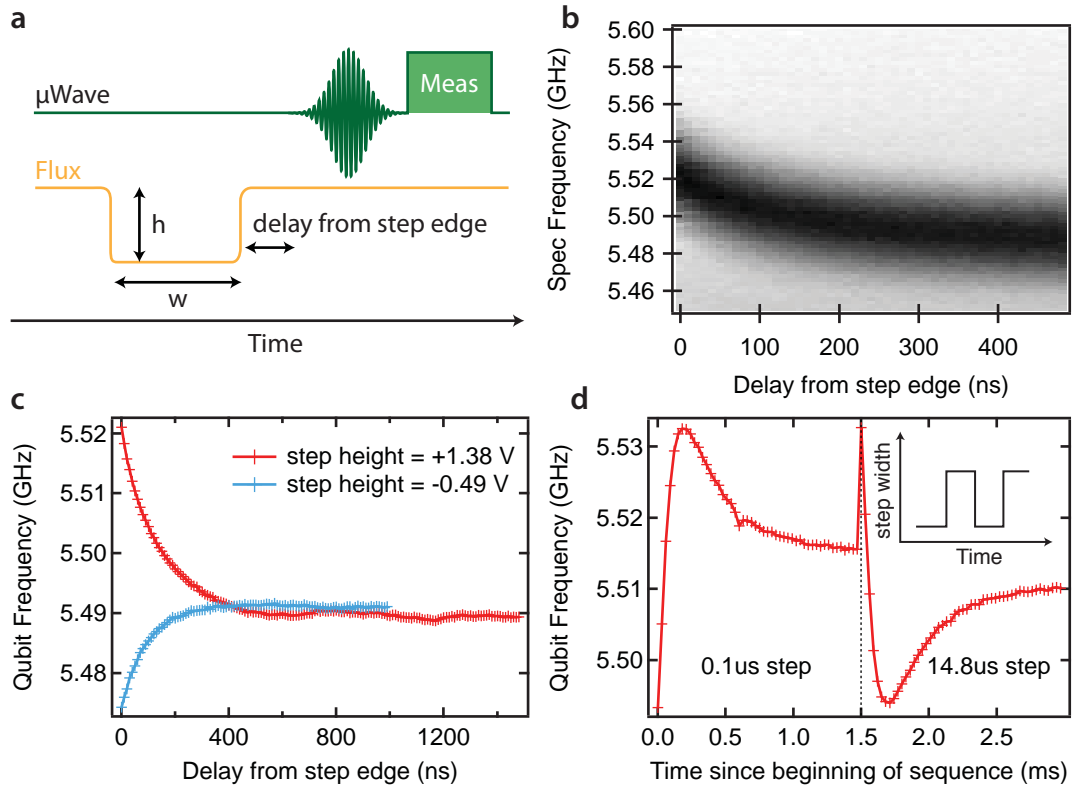 a
µWave
Meas
Flux
h
delay from step edge
w
Time
b
Spec Frequency (GHz)
5.60
5.58
5.56
5.54
5.52
5.50
5.48
5.46
0
100
200
300
400
Delay from step edge (ns)
c
Qubit Frequency (GHz)
5.52
5.51
5.50
5.49
5.48
step height = +1.38 V
step height = -0.49 V
0
400
800
1200
Delay from step edge (ns)
d
Qubit Frequency (GHz)
5.53
5.52
5.51
5.50
step width
Time
0.1us step
14.8us step
0.0
0.5
1.0
1.5
2.0
2.5
Time since beginning of sequence (ms)